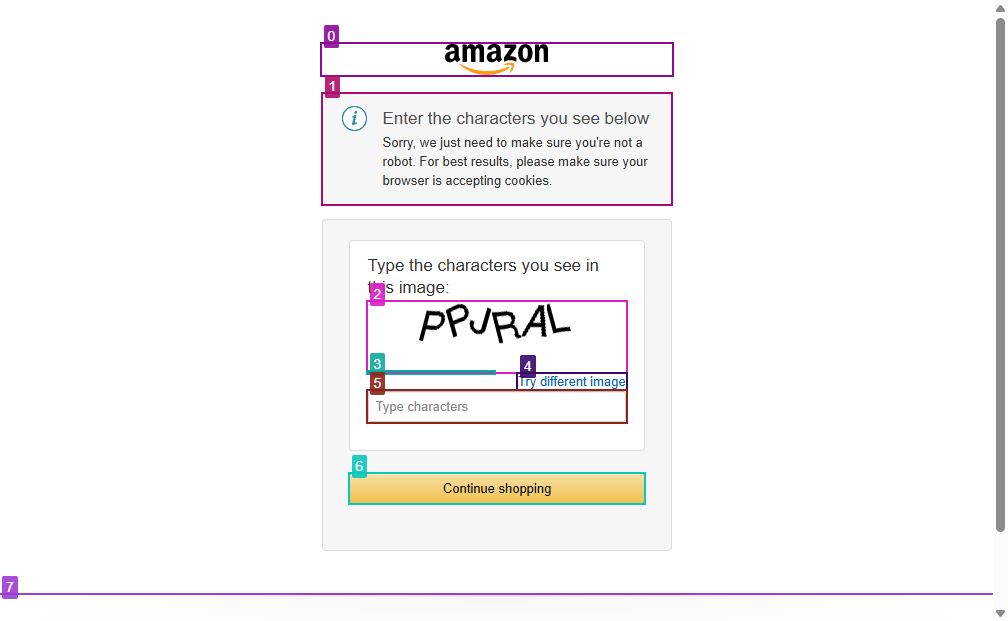 0
amazon
1
Enter the characters you see below
Sorry, we just need to make sure you're not a
robot. For best results, please make sure your
browser is accepting cookies.
Type the characters you see in
this image:
2
PPJRAL
3
4
Try different image
5
Type characters
6
Continue shopping
7